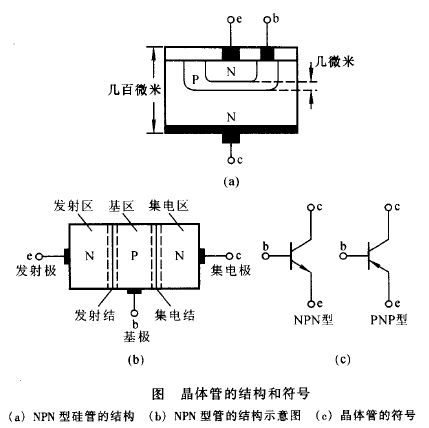 e b
几微米
P N
几百微米
N
c
(a)
发射区 基区 集电区
e N P N c
发射极 集电极
发射结 b 集电结
基极
(b)
c c
b b
e e
NPN型 PNP型
(c)
图 晶体管的结构和符号
(a) NPN 型硅管的结构 (b) NPN 型管的结构示意图 (c) 晶体管的符号